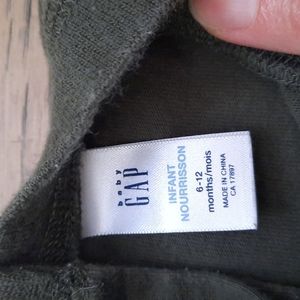 baby
GAP
INFANT
NOURRISSON
6-12
months/mois
MADE IN CHINA
CA 17897